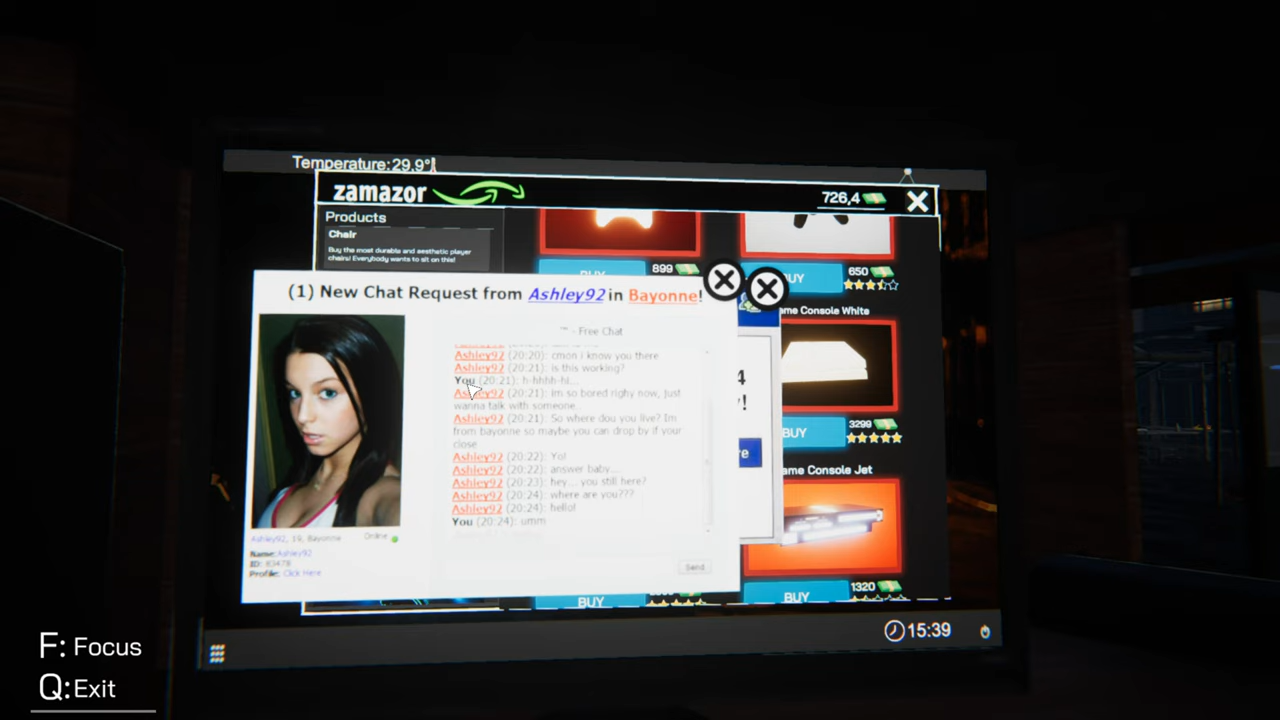 Temperature:29.9°
zamazor
726,4
Products
Chair
Buy the most durable and aesthetic player
chairs! Everybody wants to sit on this!
BUY
899
UY
650
(1) New Chat Request from Ashley92 in Bayonne!
ame Console White
™ - Free Chat
Ashley92 (20:20): cmon i know you there
Ashley92 (20:21): is this working?
You (20:21): h-hhhh-hi...
Ashley92 (20:21): Im so bored righy now, just
wanna talk with someone..
Ashley92 (20:21): So where dou you live? Im
from bayonne so maybe you can drop by if your
close
Ashley92 (20:22): Yo!
Ashley92 (20:22): answer baby...
Ashley92 (20:23): hey... you still here?
Ashley92 (20:24): where are you???
Ashley92 (20:24): hello!
You (20:24): umm
Send
4
y!
re
BUY
3299
ame Console Jet
Ashley92, 19, Bayonne
Online
Name:Ashley92
ID: 83478
Profile: Click Here
BUY
BUY
1320
15:39
F: Focus
Q:Exit